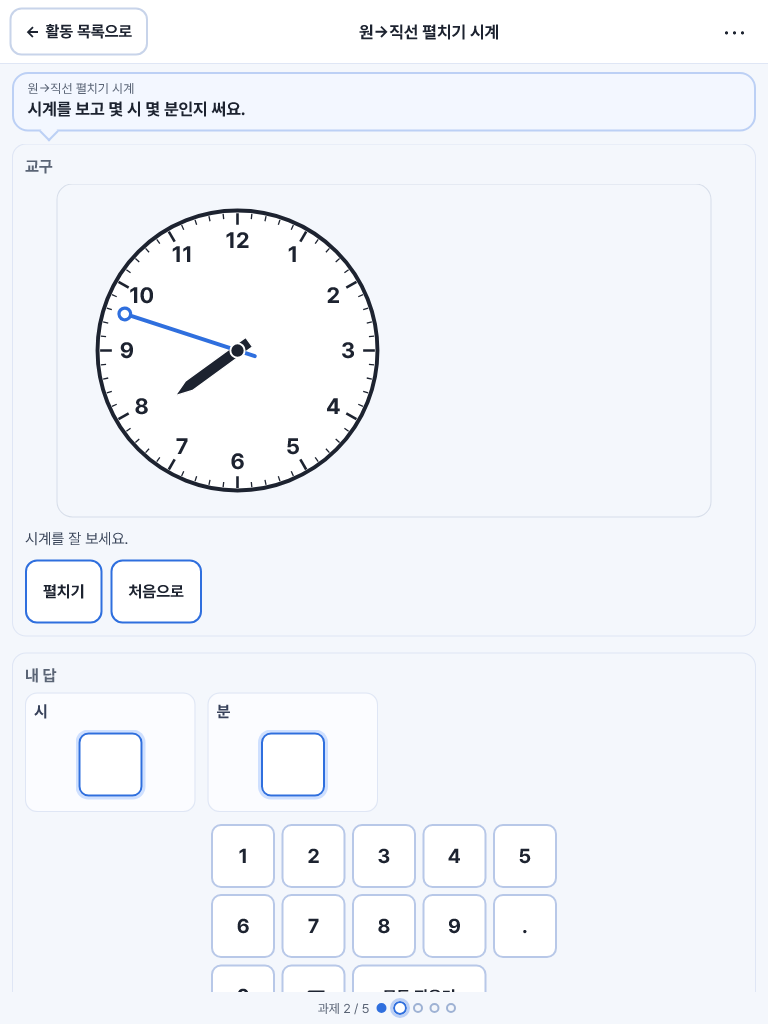 ← 활동 목록으로
원→직선 펼치기 시계
...
원→직선 펼치기 시계
시계를 보고 몇 시 몇 분인지 써요.
교구
12
11
1
10
2
9
3
8
4
7
5
6
시계를 잘 보세요.
펼치기
처음으로
내 답
시
분
1 2 3 4 5
6 7 8 9 .
과제 2 / 5